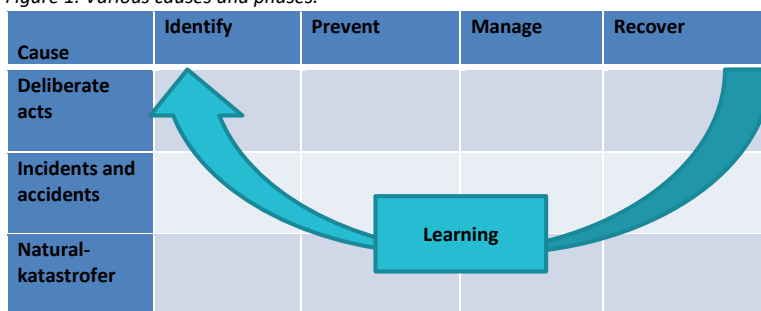 Figure 1: Various causes and phases.
Identify Prevent Manage Recover
Cause
Deliberate
acts
Incidents and
accidents
Learning
Natural-
katastrofer